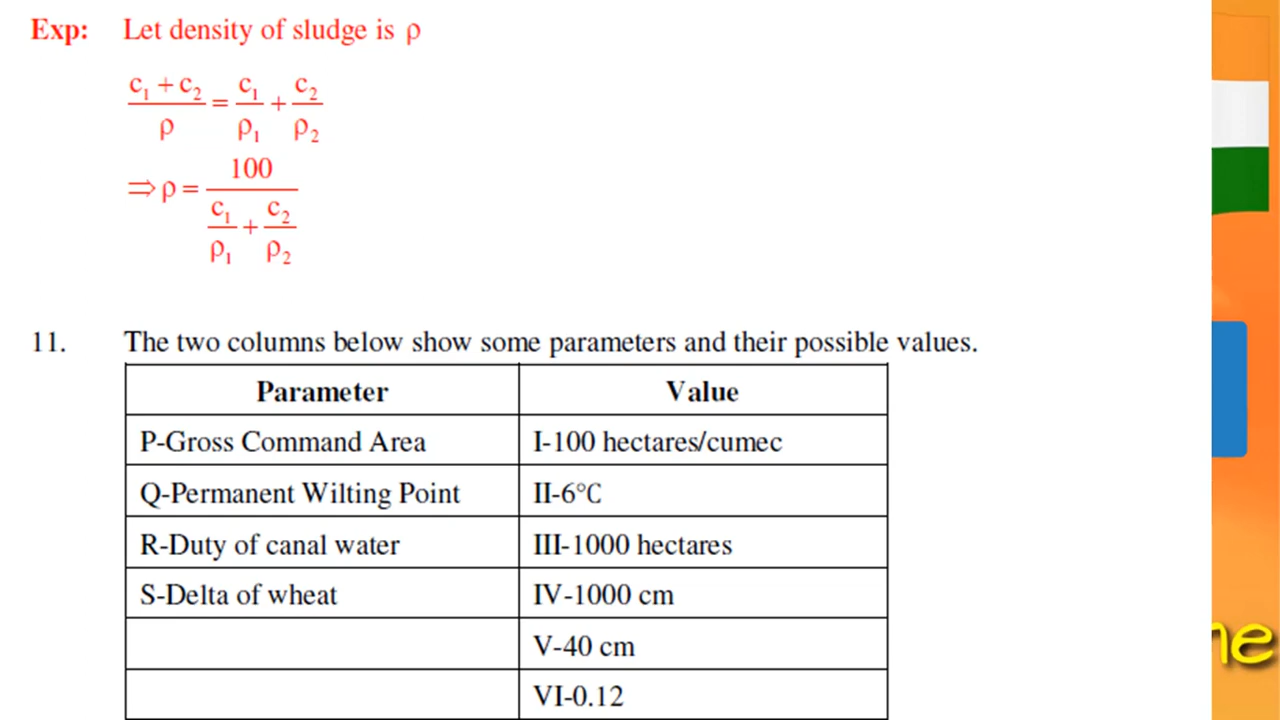 Exp: Let density of sludge is ρ
c₁ + c₂ / ρ = c₁ / ρ₁ + c₂ / ρ₂
⇒ ρ = 100 / (c₁ / ρ₁ + c₂ / ρ₂)
11. The two columns below show some parameters and their possible values.
Parameter Value
P-Gross Command Area I-100 hectares/cumec
Q-Permanent Wilting Point II-6°C
R-Duty of canal water III-1000 hectares
S-Delta of wheat IV-1000 cm
V-40 cm
VI-0.12
ne